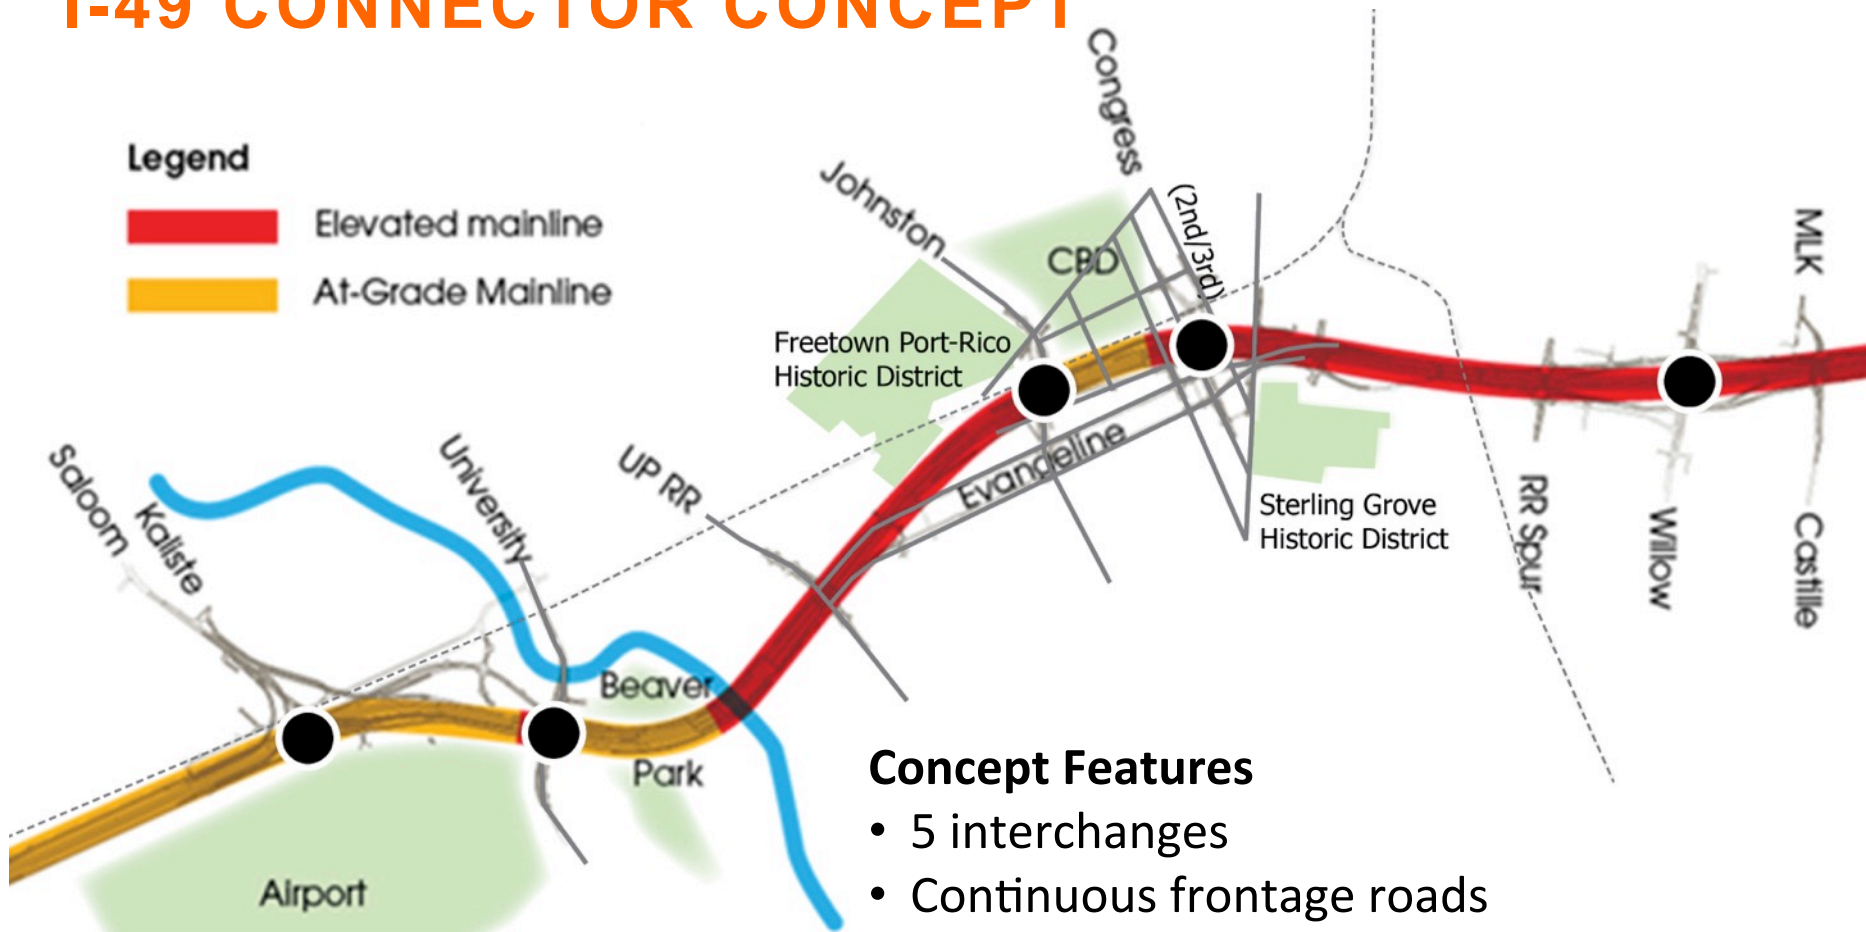 I-49 CONNECTOR CONCEPT
Legend
Elevated mainline
At-Grade Mainline
Congress
(2nd/3rd)
Johnston
CBD
MLK
Freetown Port-Rico
Historic District
Evangeline
Sterling Grove
Historic District
Saloom
Kaliste
University
UP RR
RR Spur
Willow
Castille
Beaver
Park
Airport
Concept Features
• 5 interchanges
• Continuous frontage roads